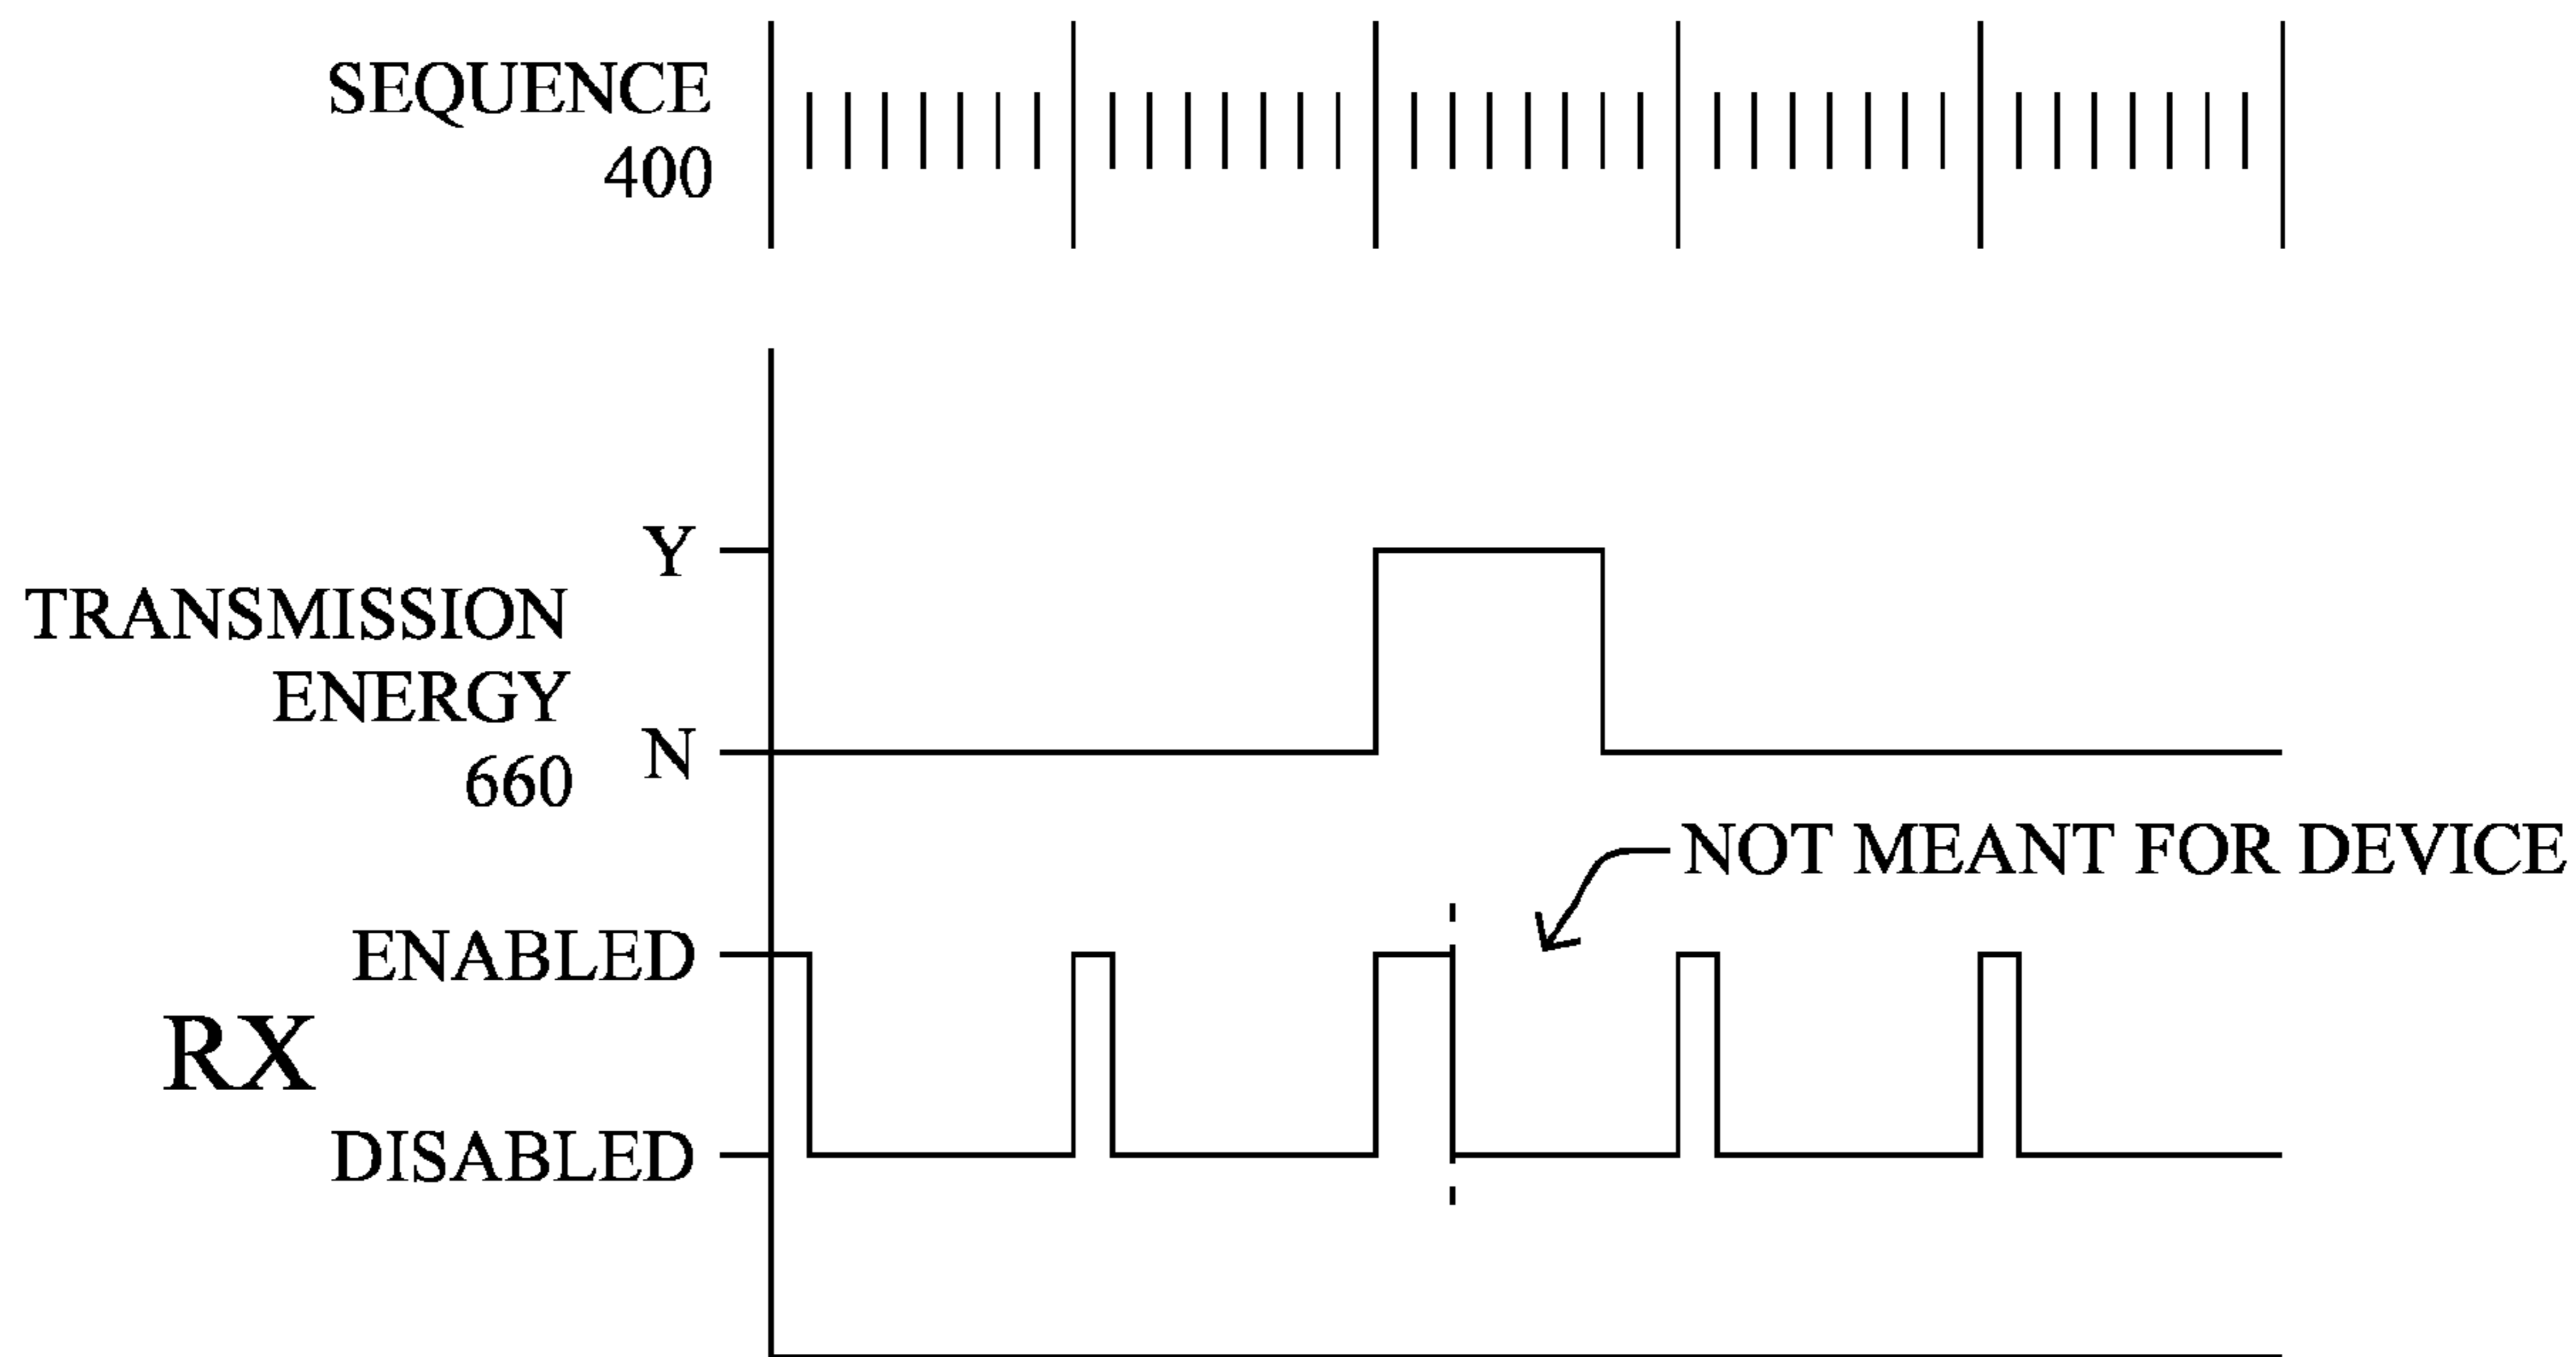 SEQUENCE
400
Y
TRANSMISSION
ENERGY
660
N
NOT MEANT FOR DEVICE
ENABLED
RX
DISABLED